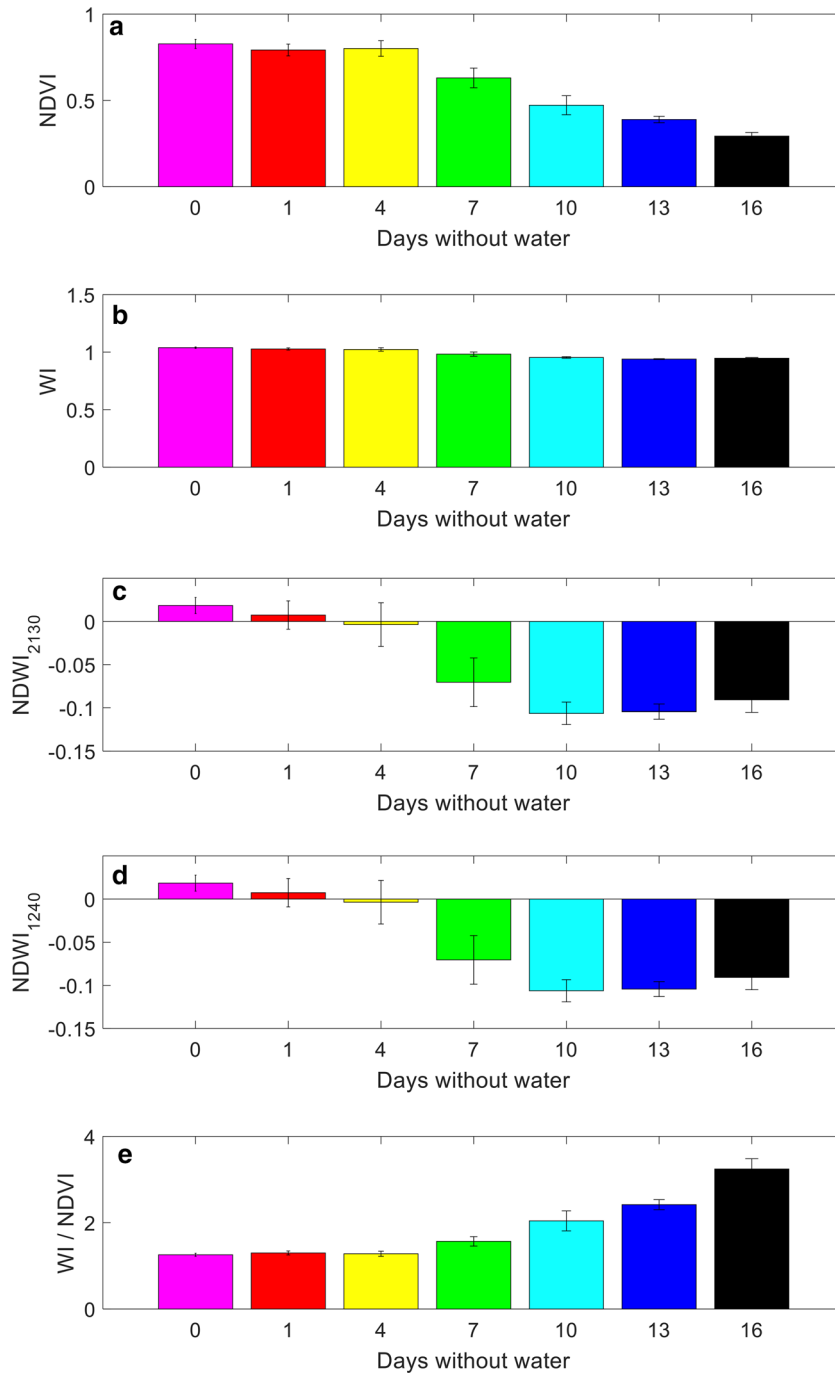 a
1
0.5
0
NDVI
0 1 4 7 10 13 16
Days without water
b
1.5
1
0.5
0
WI
0 1 4 7 10 13 16
Days without water
c
0
-0.05
-0.1
-0.15
NDWI2130
0 1 4 7 10 13 16
Days without water
d
0
-0.05
-0.1
-0.15
NDWI1240
0 1 4 7 10 13 16
Days without water
e
4
2
0
WI / NDVI
0 1 4 7 10 13 16
Days without water